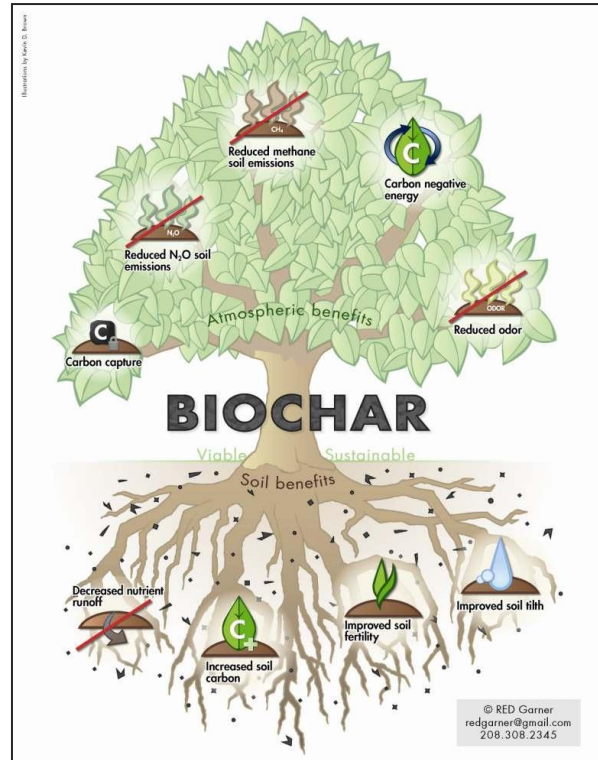 Illustrations by Kevin D. Brown
CH₄
Reduced methane
soil emissions
C
Carbon negative
energy
N₂O
Reduced N₂O soil
emissions
ODOR
Reduced odor
C
Carbon capture
Atmospheric benefits
BIOCHAR
Viable Sustainable
Soil benefits
Decreased nutrient
runoff
C+
Increased soil
carbon
Improved soil
fertility
Improved soil tilth
© RED Garner
redgarner@gmail.com
208.308.2345